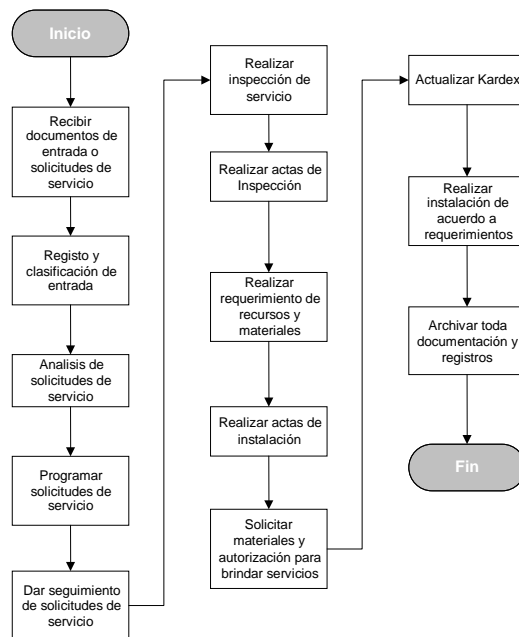 Inicio
Recibir
documentos de
entrada o
solicitudes de
servicio
Registo y
clasificación de
entrada
Analisis de
solicitudes de
servicio
Programar
solicitudes de
servicio
Dar seguimiento
de solicitudes de
servicio
Realizar
inspección de
servicio
Realizar actas de
Inspección
Realizar
requerimiento de
recursos y
materiales
Realizar actas de
instalación
Solicitar
materiales y
autorización para
brindar servicios
Actualizar Kardex
Realizar
instalación de
acuerdo a
requerimientos
Archivar toda
documentación y
registros
Fin